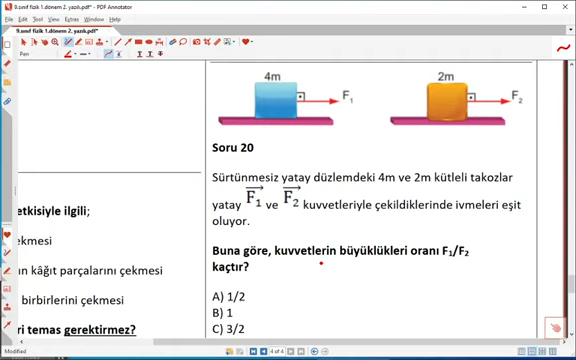 9.sınıf fizik 1.dönem 2. yazılı.pdf* - PDF Annotator
File Edit Tool View Extras Window Help
9.sınıf fizik 1.dönem 2. yazılı.pdf* ×
Pen
4m
F1
2m
F2
Soru 20
Sürtünmesiz yatay düzlemdeki 4m ve 2m kütleli takozlar
yatay F1 ve F2 kuvvetleriyle çekildiklerinde ivmeleri eşit
oluyor.
Buna göre, kuvvetlerin büyüklükleri oranı F1/F2
kaçtır?
A) 1/2
B) 1
C) 3/2
etkisiyle ilgili;
ekmesi
ın kâğıt parçalarını çekmesi
birbirlerini çekmesi
ri temas gerektirmez?
Modified
4 of 4